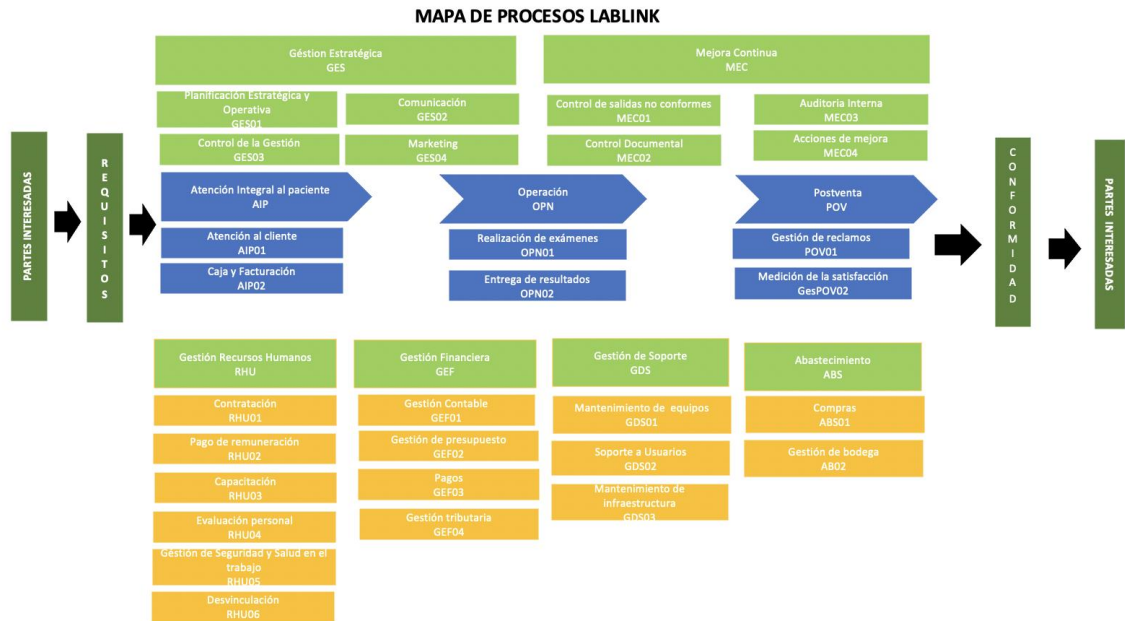 MAPA DE PROCESOS LABLINK
PARTES INTERESADAS
REQUISITOS
Géstion Estratégica
GES
Planificación Estratégica y
Operativa
GES01
Comunicación
GES02
Control de la Gestión
GES03
Marketing
GES04
Mejora Continua
MEC
Control de salidas no conformes
MEC01
Auditoria Interna
MEC03
Control Documental
MEC02
Acciones de mejora
MEC04
Atención Integral al paciente
AIP
Atención al cliente
AIP01
Caja y Facturación
AIP02
Operación
OPN
Realización de exámenes
OPN01
Entrega de resultados
OPN02
Postventa
POV
Gestión de reclamos
POV01
Medición de la satisfacción
GesPOV02
Gestión Recursos Humanos
RHU
Contratación
RHU01
Pago de remuneración
RHU02
Capacitación
RHU03
Evaluación personal
RHU04
Géstión de Seguridad y Salud en el
trabajo
RHU05
Desvinculación
RHU06
Gestión Financiera
GEF
Gestión Contable
GEF01
Gestión de presupuesto
GEF02
Pagos
GEF03
Gestión tributaria
GEF04
Gestión de Soporte
GDS
Mantenimiento de equipos
GDS01
Soporte a Usuarios
GDS02
Mantenimiento de
infraestructura
GDS03
Abastecimiento
ABS
Compras
ABS01
Gestión de bodega
AB02
CONFORMIDAD
PARTES INTERESADAS